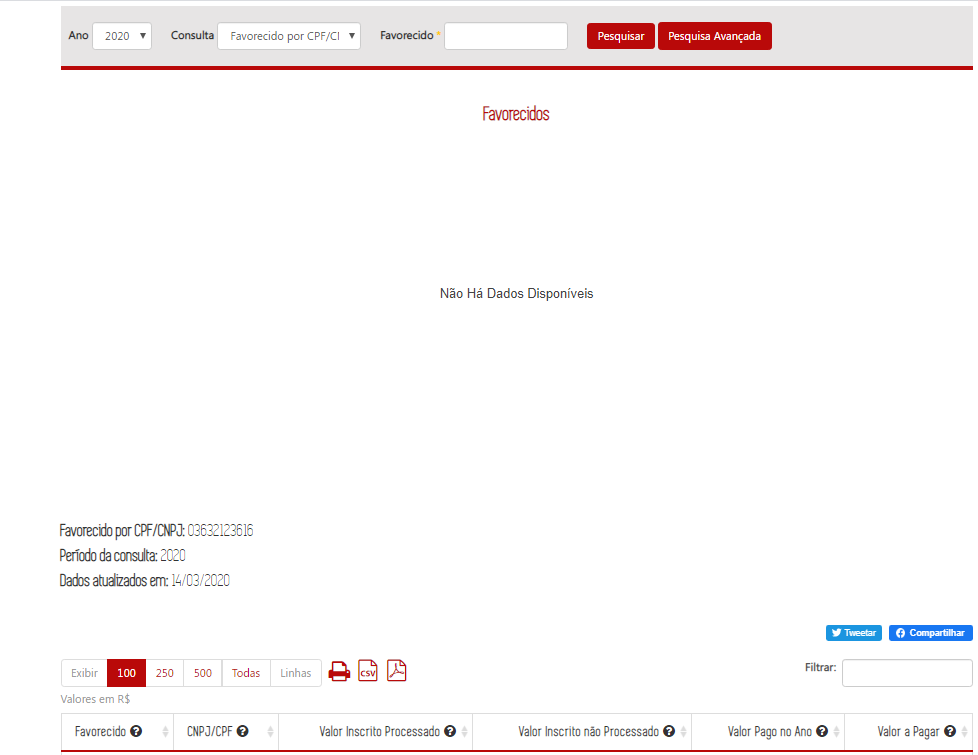 Ano 2020 Consulta Favorecido por CPF/CI Favorecido * Pesquisar Pesquisa Avançada
Favorecidos
Não Há Dados Disponíveis
Favorecido por CPF/CNPJ: 03632123616
Período da consulta: 2020
Dados atualizados em: 14/03/2020
Tweetar Compartilhar
Exibir 100 250 500 Todas Linhas CSV Filtrar:
Valores em R$
Favorecido ? CNPJ/CPF ? Valor Inscrito Processado ? Valor Inscrito não Processado ? Valor Pago no Ano ? Valor a Pagar ?